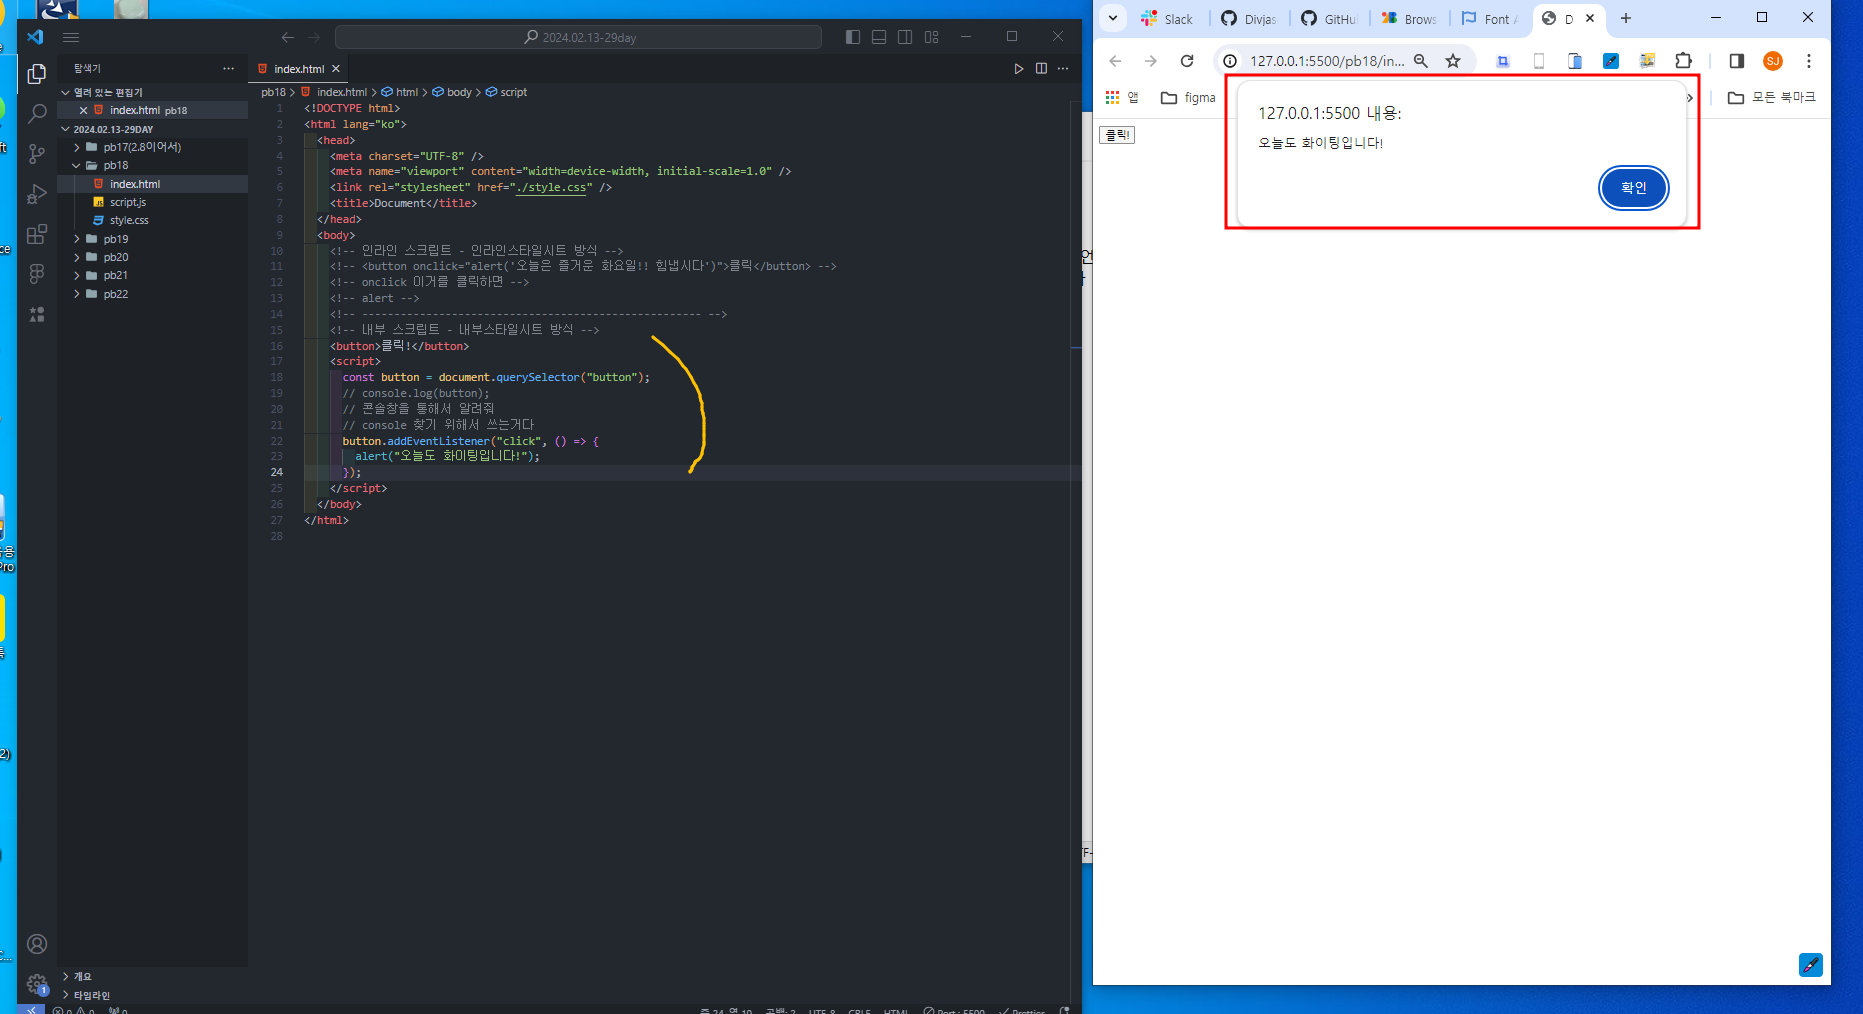 2024.02.13-29day
탐색기
열려 있는 편집기
index.html pb18
2024.02.13-29DAY
pb17(2.8이어서)
pb18
index.html
script.js
style.css
pb19
pb20
pb21
pb22
개요
타임라인
index.html
pb18 > index.html > html > body > script
1 <!DOCTYPE html>
2 <html lang="ko">
3 <head>
4 <meta charset="UTF-8" />
5 <meta name="viewport" content="width=device-width, initial-scale=1.0" />
6 <link rel="stylesheet" href="./style.css" />
7 <title>Document</title>
8 </head>
9 <body>
10 <!-- 인라인 스크립트 - 인라인스타일시트 방식 -->
11 <!-- <button onclick="alert('오늘은 즐거운 화요일!! 힘냅시다')">클릭</button> -->
12 <!-- onclick 이거를 클릭하면 -->
13 <!-- alert -->
14 <!-- ----------------------------------------------------- -->
15 <!-- 내부 스크립트 - 내부스타일시트 방식 -->
16 <button>클릭!</button>
17 <script>
18 const button = document.querySelector("button");
19 // console.log(button);
20 // 콘솔창을 통해서 알려줘
21 // console 찾기 위해서 쓰는거다
22 button.addEventListener("click", () => {
23 alert("오늘도 화이팅입니다!");
24 });
25 </script>
26 </body>
27 </html>
28
Slack
Divjas
GitHu
Brows
Font A
D
127.0.0.1:5500/pb18/in...
SJ
앱
figma
모든 북마크
클릭!
127.0.0.1:5500 내용:
오늘도 화이팅입니다!
확인